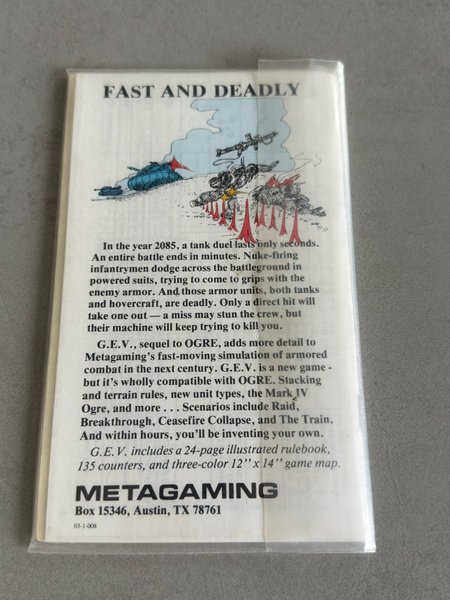 FAST AND DEADLY
In the year 2085, a tank duel lasts only seconds.
An entire battle ends in minutes. Nuke-firing
infantrymen dodge across the battleground in
powered suits, trying to come to grips with the
enemy armor. And those armor units, both tanks
and hovercraft, are deadly. Only a direct hit will
take one out — a miss may stun the crew, but
their machine will keep trying to kill you.
G.E.V., sequel to OGRE, adds more detail to
Metagaming's fast-moving simulation of armored
combat in the next century. G.E.V. is a new game -
but it's wholly compatible with OGRE. Stacking
and terrain rules, new unit types, the Mark IV
Ogre, and more . . . Scenarios include Raid,
Breakthrough, Ceasefire Collapse, and The Train.
And within hours, you'll be inventing your own.
G.E.V. includes a 24-page illustrated rulebook,
135 counters, and three-color 12" x 14" game map.
METAGAMING
Box 15346, Austin, TX 78761
03-1-008